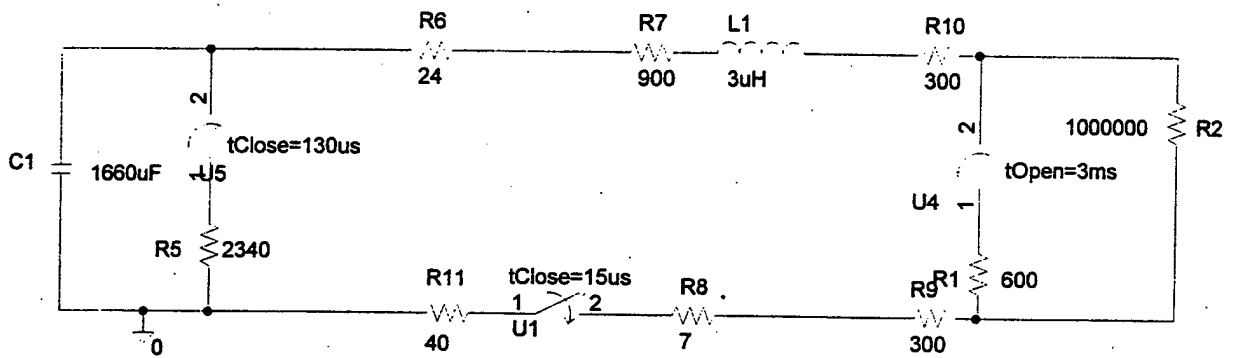 R6
24
R7
900
L1
3uH
R10
300
2
tClose=130us
1
U5
C1
1660uF
R5
2340
2
tOpen=3ms
U4
1
1000000
R2
R1
600
R11
40
tClose=15us
1
2
U1
R8
7
R9
300
0